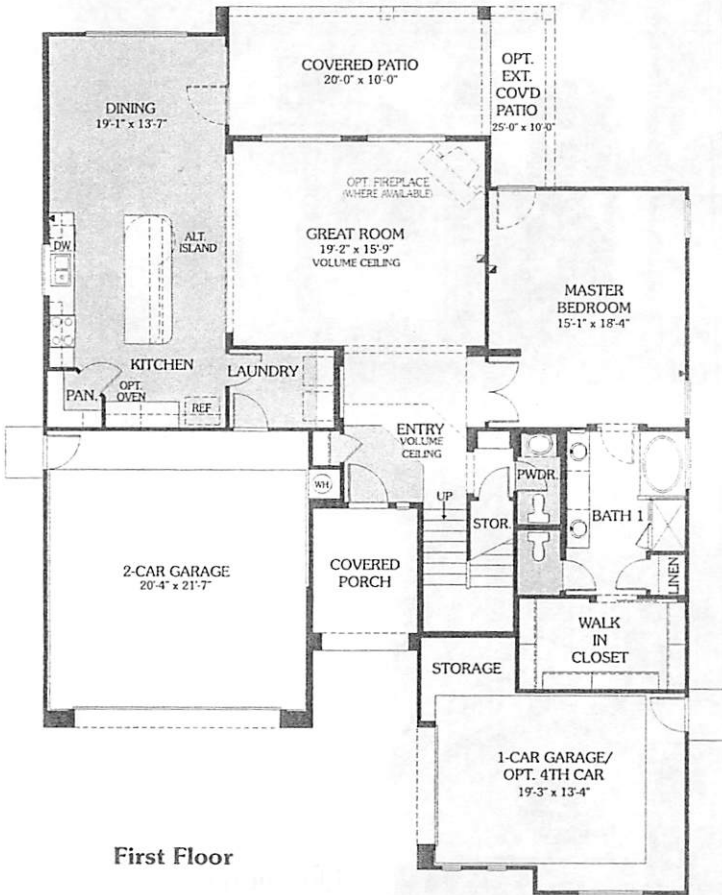 COVERED PATIO
20'-0" x 10'-0"
OPT.
EXT.
COV'D
PATIO
25'-0" x 10'-0"
DINING
19'-1" x 13'-7"
OPT. FIREPLACE
(WHERE AVAILABLE)
ALT.
ISLAND
GREAT ROOM
19'-2" x 15'-9"
VOLUME CEILING
DW.
MASTER
BEDROOM
15'-1" x 18'-4"
KITCHEN
LAUNDRY
PAN.
OPT.
OVEN
REF.
ENTRY
VOLUME
CEILING
WH.
UP
STOR.
PWDR.
BATH 1
LINEN
2-CAR GARAGE
20'-4" x 21'-7"
COVERED
PORCH
WALK
IN
CLOSET
STORAGE
1-CAR GARAGE/
OPT. 4TH CAR
19'-3" x 13'-4"
First Floor